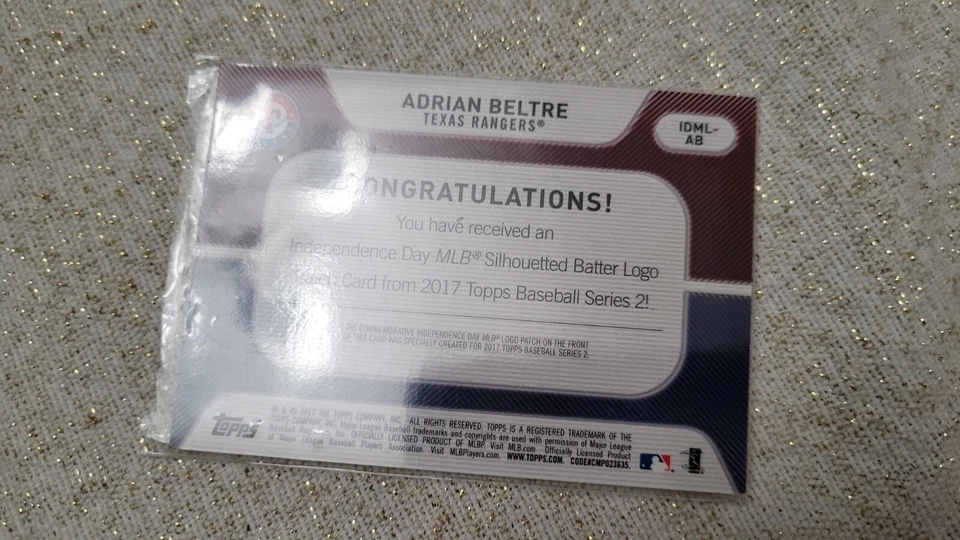 ADRIAN BELTRE
TEXAS RANGERS®
IDML-
AB
CONGRATULATIONS!
You have received an
Independence Day MLB® Silhouetted Batter Logo
Patch Card from 2017 Topps Baseball Series 2!
THE COMMEMORATIVE INDEPENDENCE DAY MLB® LOGO PATCH ON THE FRONT
OF THIS CARD WAS SPECIALLY CREATED FOR 2017 TOPPS BASEBALL SERIES 2.
topps
® & © 2017 THE TOPPS COMPANY, INC. ALL RIGHTS RESERVED. TOPPS IS A REGISTERED TRADEMARK OF THE
TOPPS COMPANY, INC. Major League Baseball trademarks and copyrights are used with permission of Major League
Baseball Inc. OFFICIALLY LICENSED PRODUCT OF MLBP. Visit MLB.com Officially Licensed Product
of Major League Baseball Players Association. Visit MLBPlayers.com. WWW.TOPPS.COM. CODE#CMP023635.